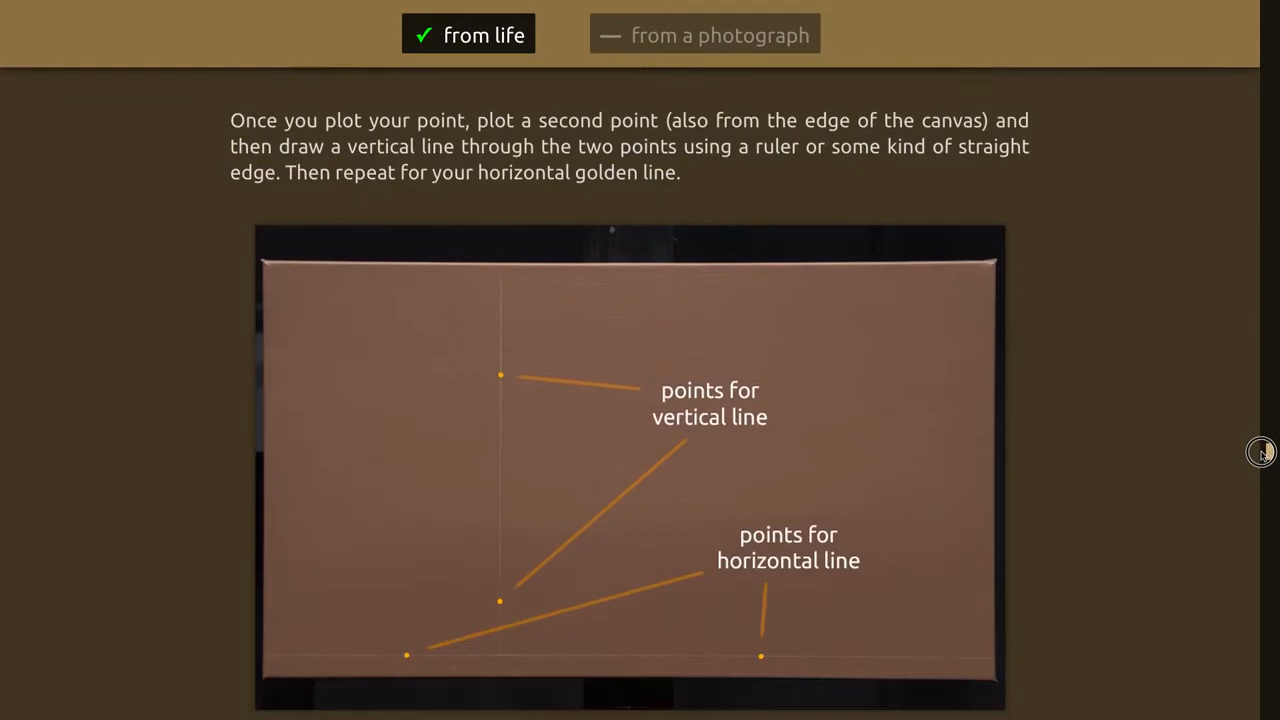 ✓ from life
— from a photograph
Once you plot your point, plot a second point (also from the edge of the canvas) and
then draw a vertical line through the two points using a ruler or some kind of straight
edge. Then repeat for your horizontal golden line.
points for
vertical line
points for
horizontal line